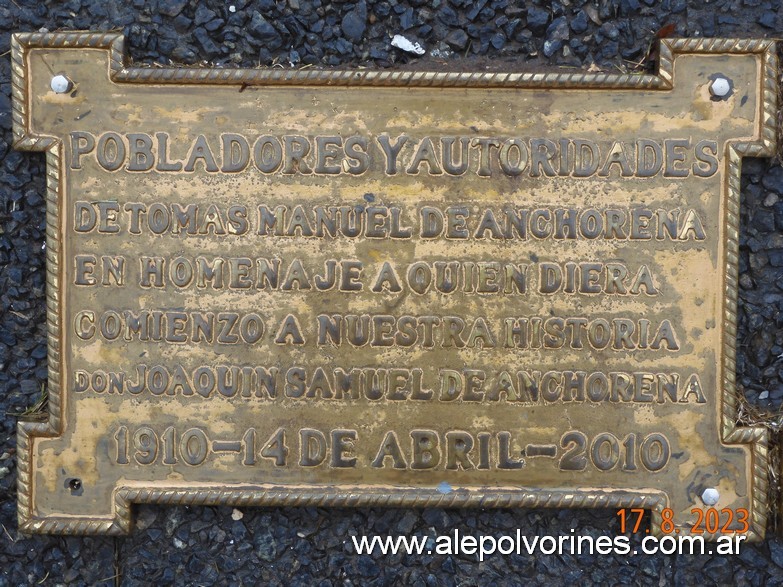 POBLADORES Y AUTORIDADES
DE TOMAS MANUEL DE ANCHORENA
EN HOMENAJE A QUIEN DIERA
COMIENZO A NUESTRA HISTORIA
DON JOAQUIN SAMUEL DE ANCHORENA
1910-14 DE ABRIL-2010
17. 8. 2023
www.alepolvorines.com.ar